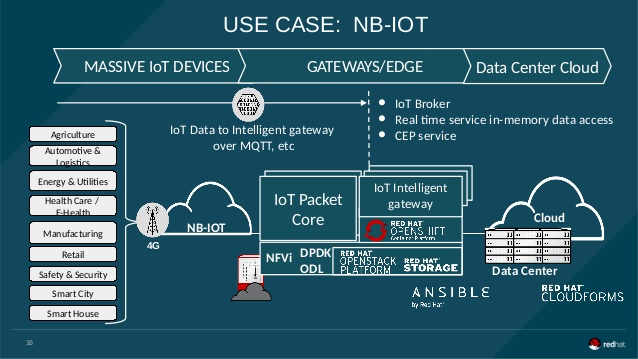 USE CASE: NB-IOT
MASSIVE IoT DEVICES
GATEWAYS/EDGE
Data Center Cloud
IoT Data to Intelligent gateway
over MQTT, etc
IoT Broker
Real time service in-memory data access
CEP service
Agriculture
Automotive &
Logistics
Energy & Utilities
Health Care /
E-Health
Manufacturing
Retail
Safety & Security
Smart City
Smart House
4G
NB-IOT
IoT Packet
Core
IoT Intelligent
gateway
RED HAT
OPENSHIFT
Container Platform
NFVi
DPDK
ODL
RED HAT
OPENSTACK
PLATFORM
RED HAT
STORAGE
Cloud
Data Center
ANSIBLE
by Red Hat
RED HAT
CLOUDFORMS
16
redhat